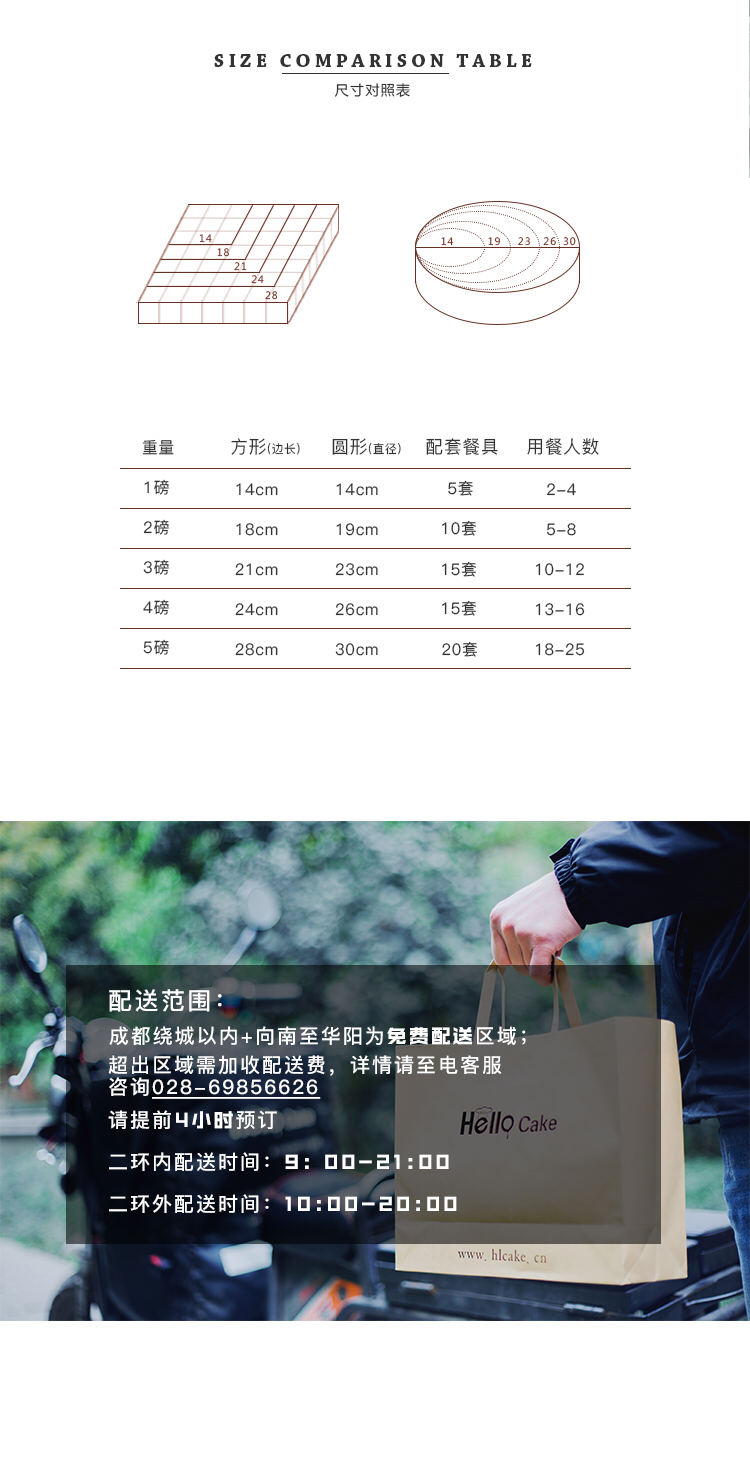 SIZE COMPARISON TABLE
尺寸对照表
14
18
21
24
28
14 19 23 26 30
重量 方形(边长) 圆形(直径) 配套餐具 用餐人数
1磅 14cm 14cm 5套 2-4
2磅 18cm 19cm 10套 5-8
3磅 21cm 23cm 15套 10-12
4磅 24cm 26cm 15套 13-16
5磅 28cm 30cm 20套 18-25
配送范围：
成都绕城以内+向南至华阳为免费配送区域；
超出区域需加收配送费，详情请至电客服
咨询028-69856626
请提前4小时预订
二环内配送时间：9：00-21:00
二环外配送时间：10:00-20:00
Hello Cake
www.hlcake.cn